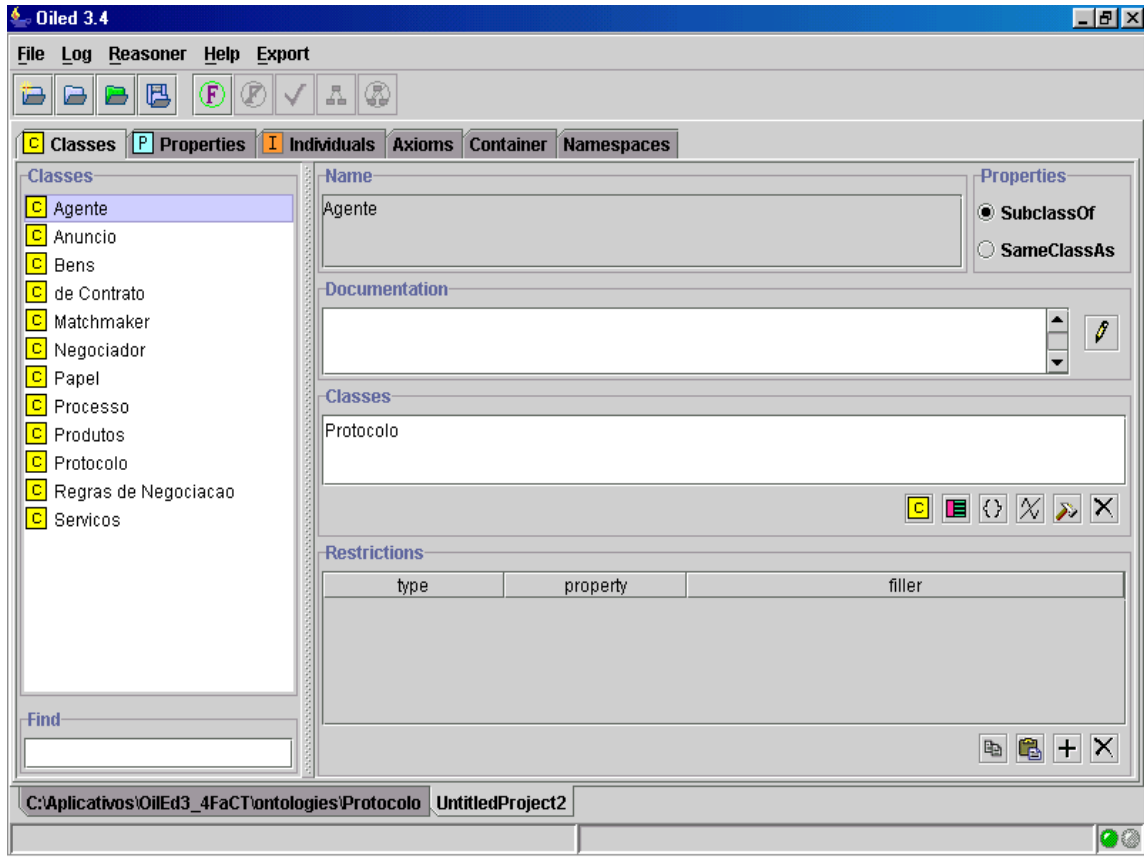 Oiled 3.4
File Log Reasoner Help Export
F F
C Classes P Properties I Individuals Axioms Container Namespaces
Classes
C Agente
C Anuncio
C Bens
C de Contrato
C Matchmaker
C Negociador
C Papel
C Processo
C Produtos
C Protocolo
C Regras de Negociacao
C Servicos
Find
Name
Agente
Properties
SubclassOf
SameClassAs
Documentation
Classes
Protocolo
C {}
Restrictions
type property filler
C:\Aplicativos\OilEd3_4FaCT\ontologies\Protocolo UntitledProject2